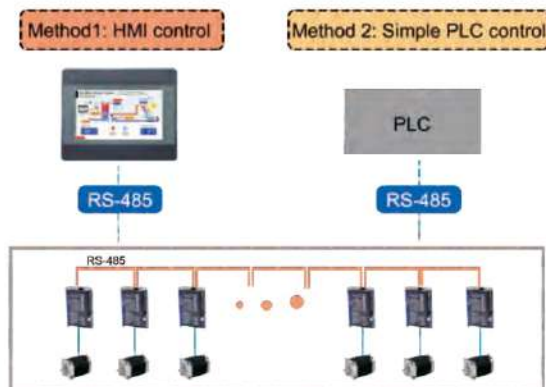 Method1: HMI control
Method 2: Simple PLC control
PLC
RS-485
RS-485
RS-485